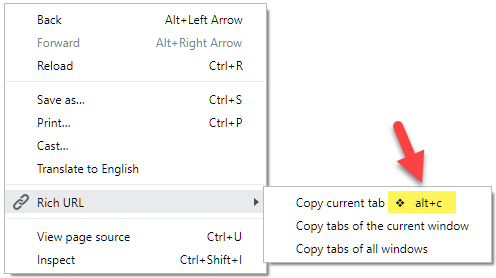 Back Alt+Left Arrow
Forward Alt+Right Arrow
Reload Ctrl+R
Save as... Ctrl+S
Print... Ctrl+P
Cast...
Translate to English
Rich URL
View page source Ctrl+U
Inspect Ctrl+Shift+I
Copy current tab ❖ alt+c
Copy tabs of the current window
Copy tabs of all windows